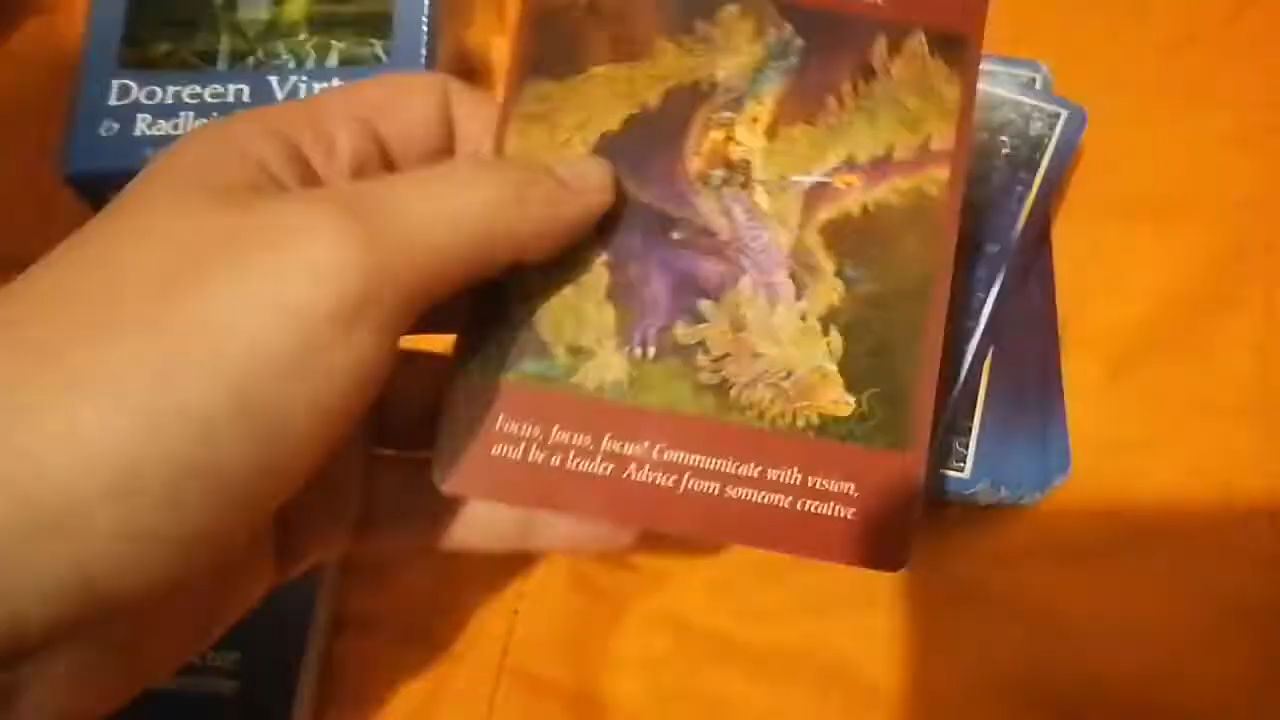 Doreen Virt
& Radlei
Focus, focus, focus! Communicate with vision,
and be a leader. Advice from someone creative.